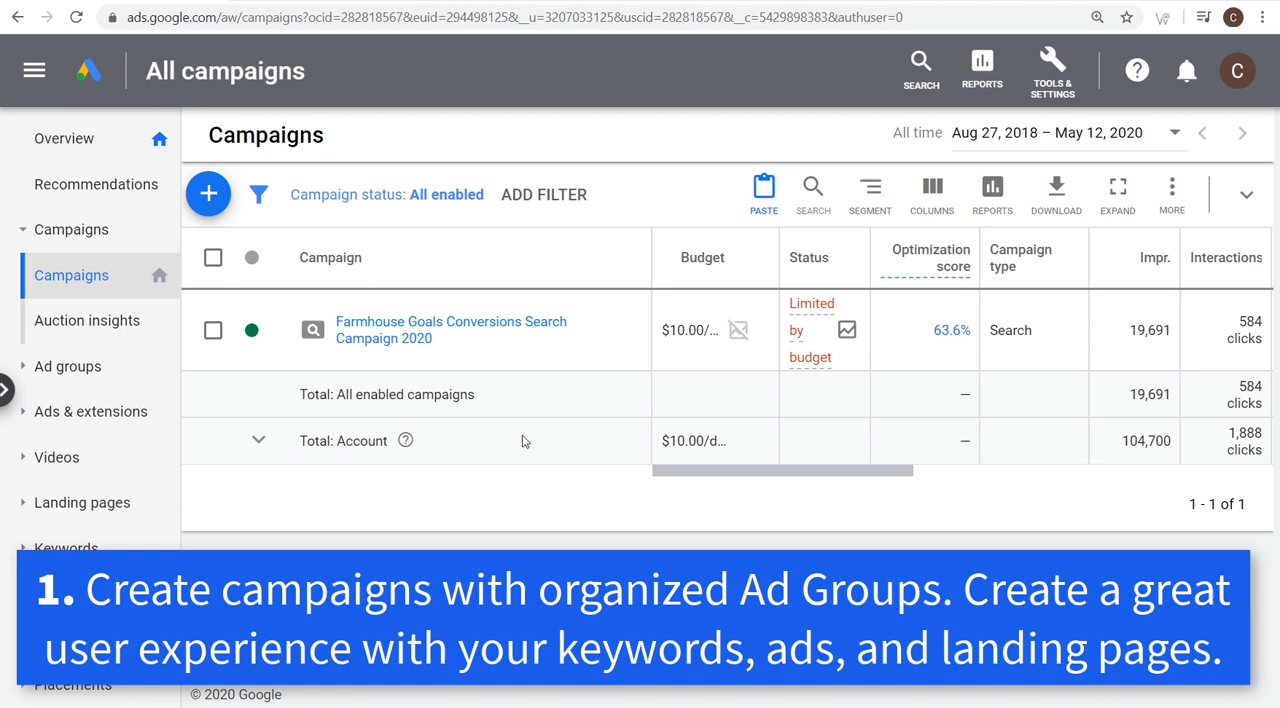 ads.google.com/aw/campaigns?ocid=282818567&euid=294498125&__u=3207033125&uscid=282818567&__c=5429898383&authuser=0
C
All campaigns
SEARCH
REPORTS
TOOLS &
SETTINGS
C
Overview
Recommendations
Campaigns
Campaigns
Auction insights
Ad groups
Ads & extensions
Videos
Landing pages
Keywords
Placements
Campaigns
All time Aug 27, 2018 – May 12, 2020
Campaign status: All enabled ADD FILTER
PASTE
SEARCH
SEGMENT
COLUMNS
REPORTS
DOWNLOAD
EXPAND
MORE
Campaign
Budget
Status
Optimization
score
Campaign
type
Impr.
Interactions
Farmhouse Goals Conversions Search
Campaign 2020
$10.00/...
Limited
by
budget
63.6%
Search
19,691
584
clicks
Total: All enabled campaigns
—
19,691
584
clicks
Total: Account
$10.00/d...
—
104,700
1,888
clicks
1 - 1 of 1
1. Create campaigns with organized Ad Groups. Create a great
user experience with your keywords, ads, and landing pages.
© 2020 Google